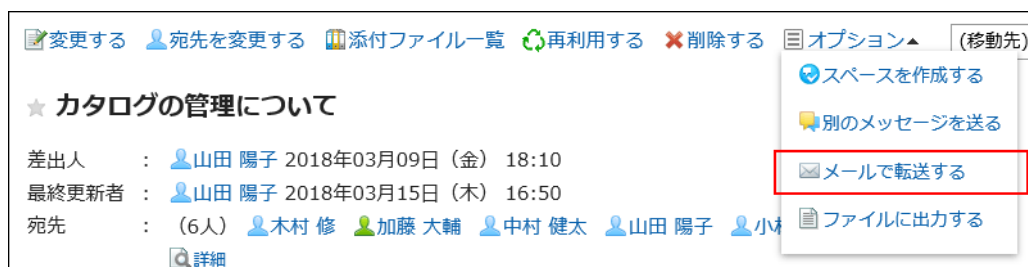 変更する 宛先を変更する 添付ファイル一覧 再利用する 削除する オプション▲ (移動先)
スペースを作成する
別のメッセージを送る
メールで転送する
ファイルに出力する
カタログの管理について
差出人 : 山田 陽子 2018年03月09日（金） 18:10
最終更新者 : 山田 陽子 2018年03月15日（木） 16:50
宛先 : （6人） 木村 修 加藤 大輔 中村 健太 山田 陽子 小
詳細